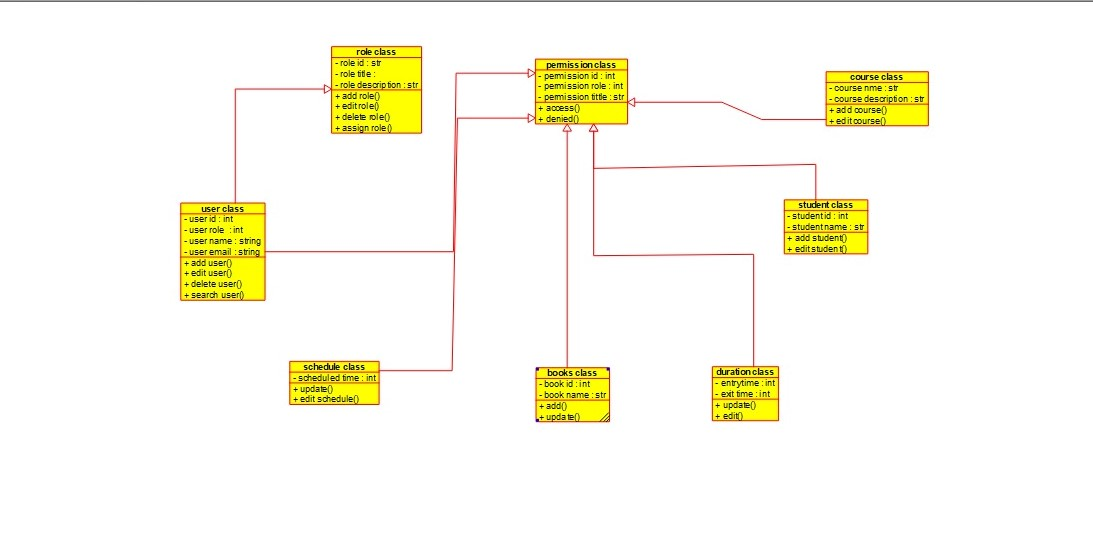 role class
- role id : str
- role title :
- role description : str
+ add role()
+ edit role()
+ delete role()
+ assign role()
permission class
- permission id : int
- permission role : int
- permission tittle : str
+ access()
+ denied()
course class
- course nme : str
- course description : str
+ add course()
+ edit course()
user class
- user id : int
- user role : int
- user name : string
- user email : string
+ add user()
+ edit user()
+ delete user()
+ search user()
student class
- student id : int
- student name : str
+ add student()
+ edit student()
schedule class
- scheduled time : int
+ update()
+ edit schedule()
books class
- book id : int
- book name : str
+ add()
+ update()
duration class
- entrytime : int
- exit time : int
+ update()
+ edit()